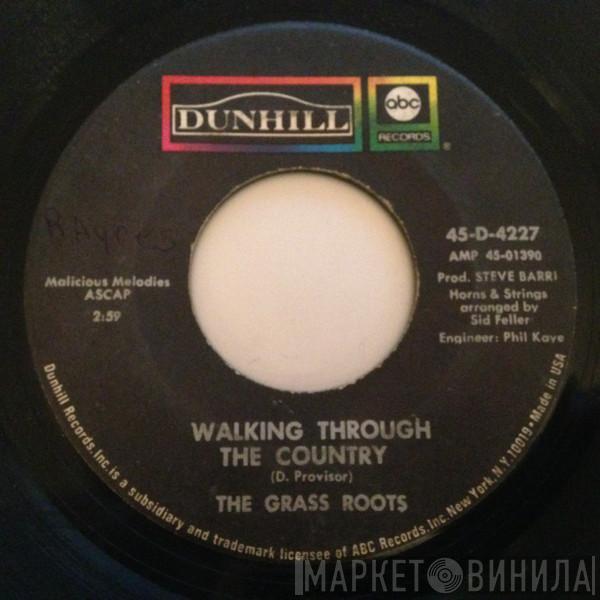 DUNHILL
abc
RECORDS
®
R Ayres
45-D-4227
AMP 45-01390
Prod. STEVE BARRI
Horns & Strings
arranged by
Sid Feller
Engineer: Phil Kaye
Malicious Melodies
ASCAP
2:59
WALKING THROUGH
THE COUNTRY
(D. Provisor)
THE GRASS ROOTS
Dunhill Records, Inc. is a subsidiary and trademark licensee of ABC Records, Inc. New York, N.Y. 10019 • Made in USA
МАРКЕТ ВИНИЛА